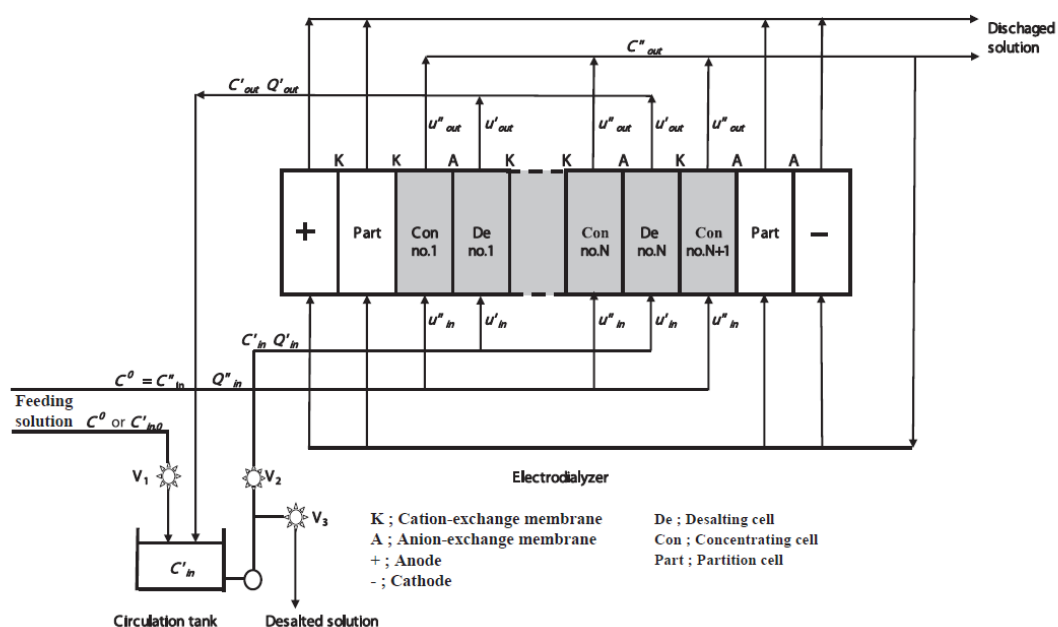 Dischaged
solution
C"out
C'out Q'out
u"out u'out u"out u'out u"out
K K A K K A K A A
+ Part Con no.1 De no.1 Con no.N De no.N Con no.N+1 Part −
u"in u'in u"in u'in u"in
C'in Q'in
C⁰ = C"in Q"in
Feeding
solution C⁰ or C'in,0
V₁ V₂
Electrodialyzer
V₃
K ; Cation-exchange membrane
A ; Anion-exchange membrane
+ ; Anode
- ; Cathode
De ; Desalting cell
Con ; Concentrating cell
Part ; Partition cell
C'in
Circulation tank
Desalted solution